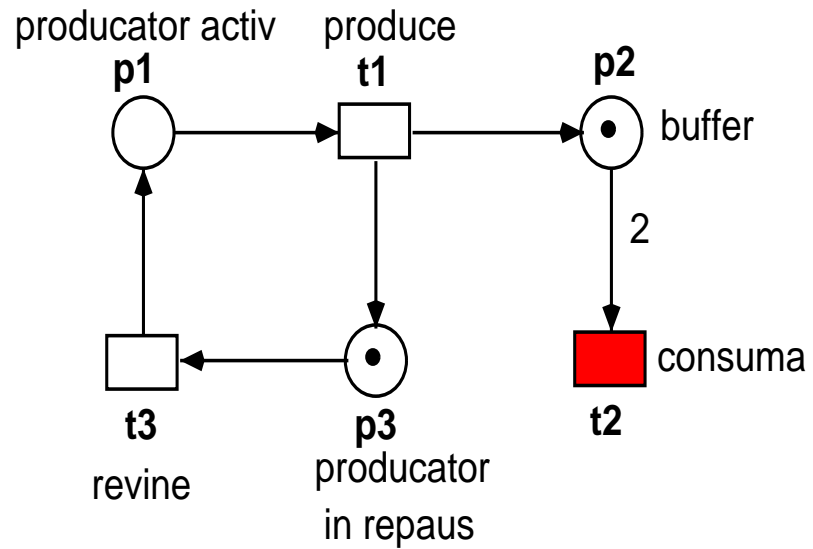 producator activ
p1
produce
t1
p2
buffer
2
consuma
t3
revine
p3
producator
in repaus
t2